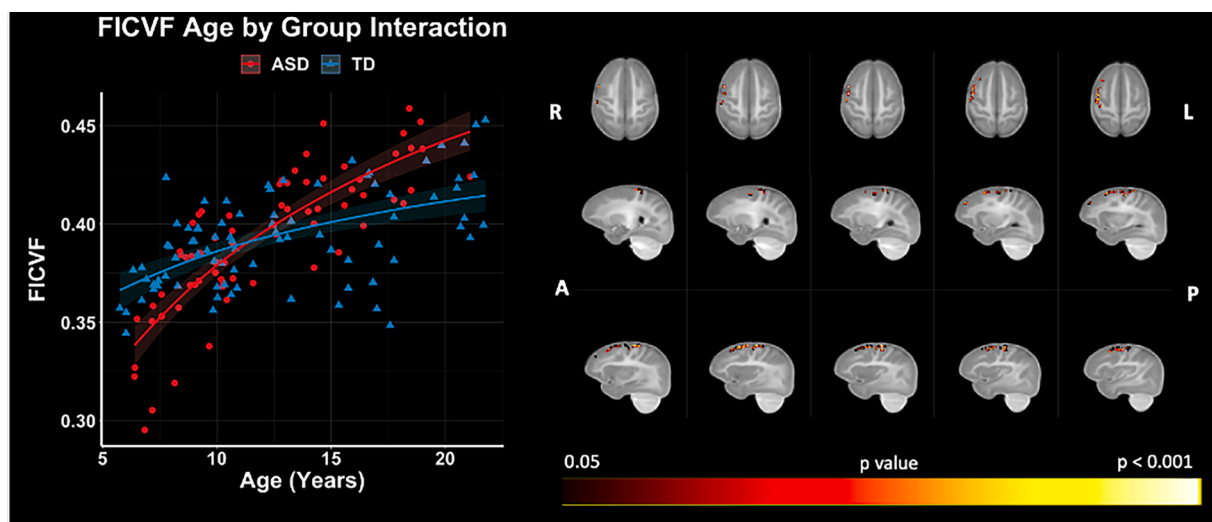 FICVF Age by Group Interaction
ASD TD
FICVF
0.45
0.40
0.35
0.30
5 10 15 20
Age (Years)
R L
A P
0.05 p value p < 0.001